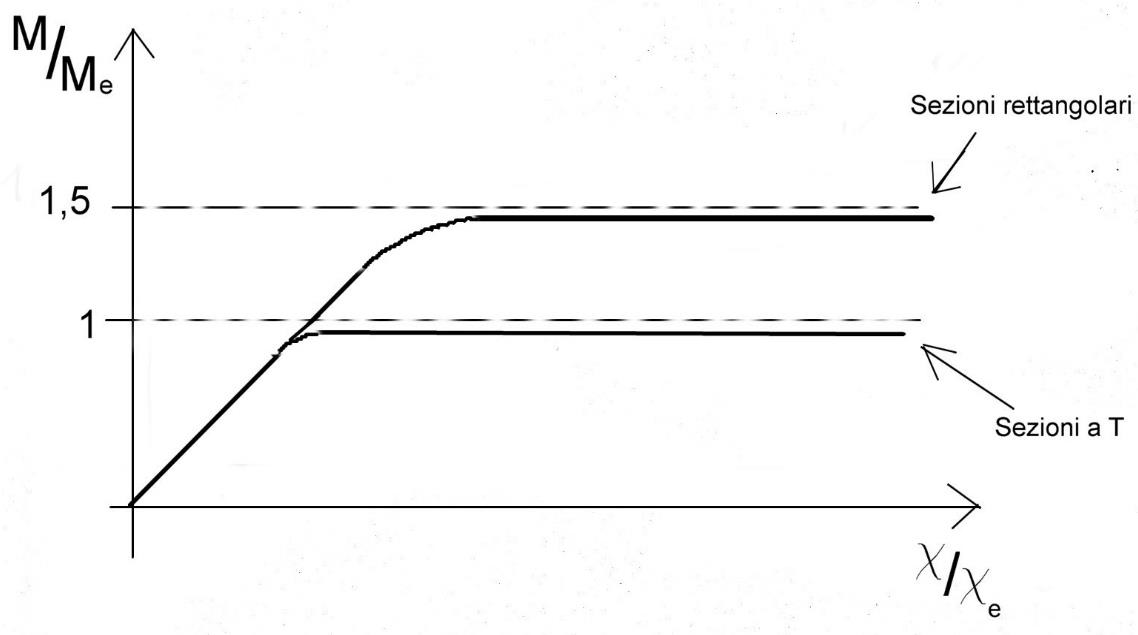 M/Me
Sezioni rettangolari
1,5
1
Sezioni a T
χ/χe